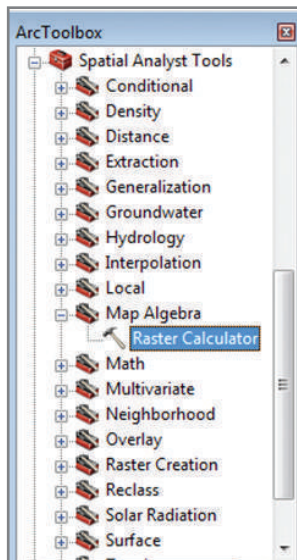 ArcToolbox
Spatial Analyst Tools
Conditional
Density
Distance
Extraction
Generalization
Groundwater
Hydrology
Interpolation
Local
Map Algebra
Raster Calculator
Math
Multivariate
Neighborhood
Overlay
Raster Creation
Reclass
Solar Radiation
Surface